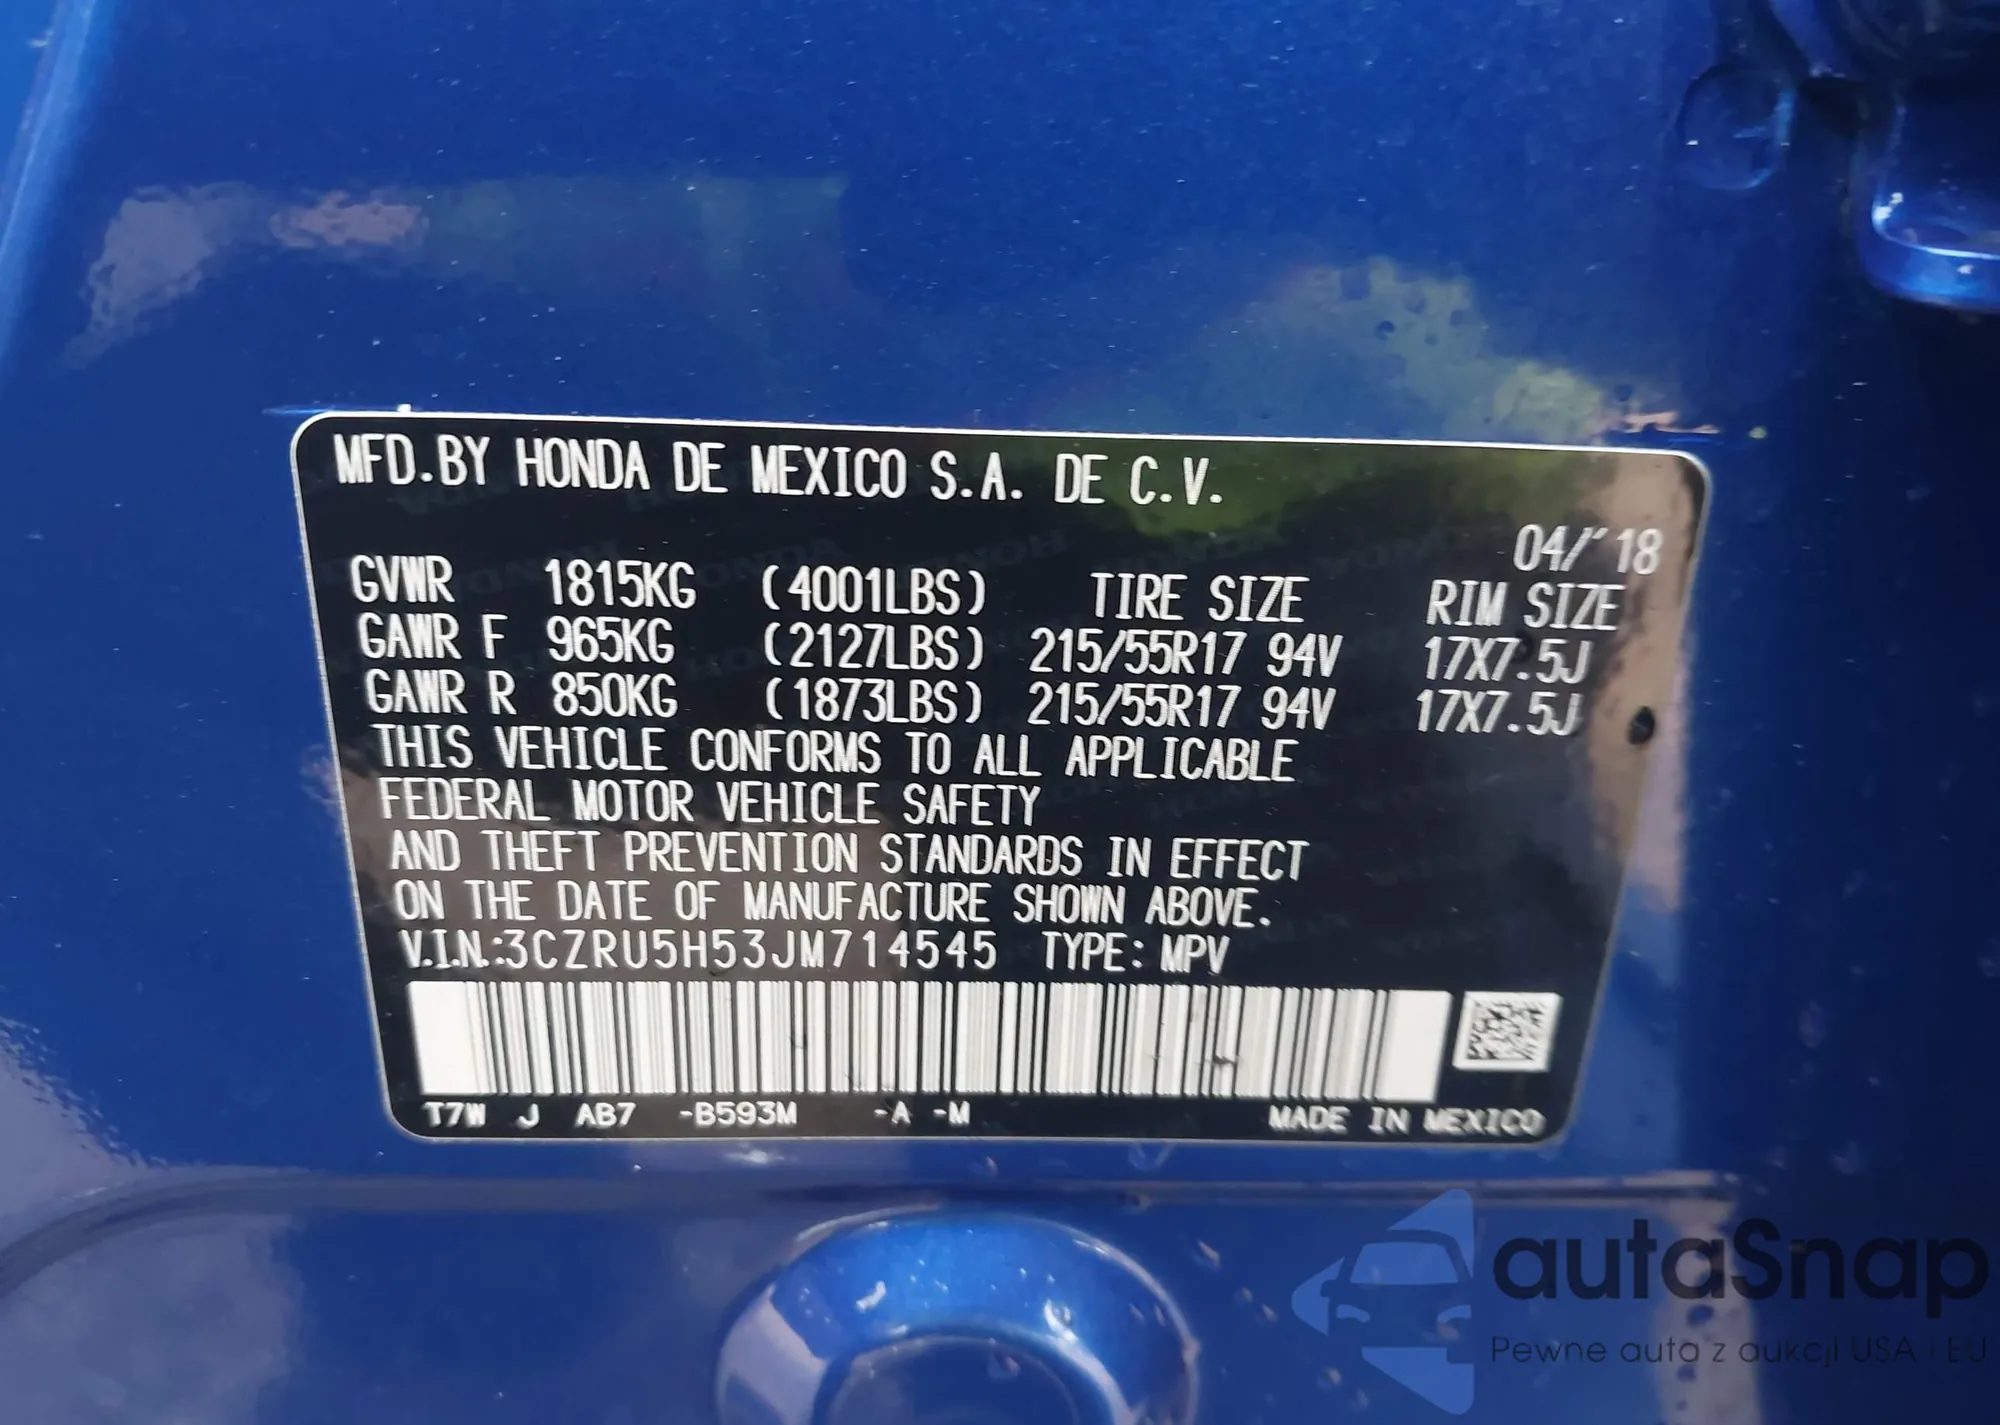 MFD.BY HONDA DE MEXICO S.A. DE C.V.
04/'18
GVWR 1815KG (4001LBS) TIRE SIZE RIM SIZE
GAWR F 965KG (2127LBS) 215/55R17 94V 17X7.5J
GAWR R 850KG (1873LBS) 215/55R17 94V 17X7.5J
THIS VEHICLE CONFORMS TO ALL APPLICABLE
FEDERAL MOTOR VEHICLE SAFETY
AND THEFT PREVENTION STANDARDS IN EFFECT
ON THE DATE OF MANUFACTURE SHOWN ABOVE.
V.I.N.:3CZRU5H53JM714545 TYPE: MPV
T7W J AB7 -B593M -A -M MADE IN MEXICO
autaSnap
Pewne auta z aukcji USA i EU